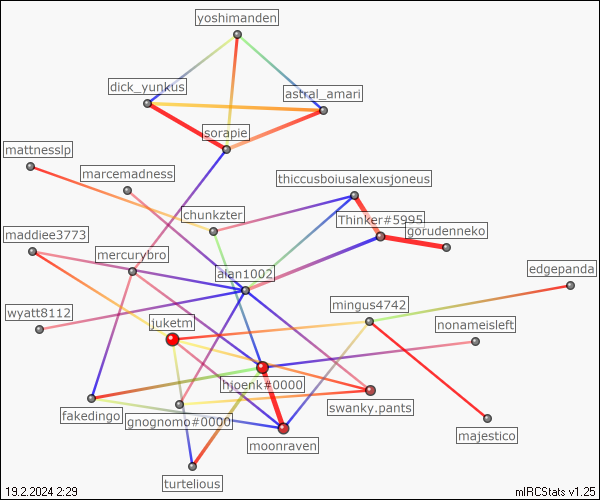 yoshimanden
dick_yunkus
astral_amari
sorapie
mattnesslp
marcemadness
thiccusboiusalexusjoneus
chunkzter
Thinker#5995
gorudenneko
maddiee3773
mercurybro
alan1002
edgepanda
wyatt8112
mingus4742
juketm
nonameisleft
hjoenk#0000
fakedingo
gnognomo#0000
swanky.pants
majestico
moonraven
turtelious
19.2.2024 2:29
mIRCStats v1.25